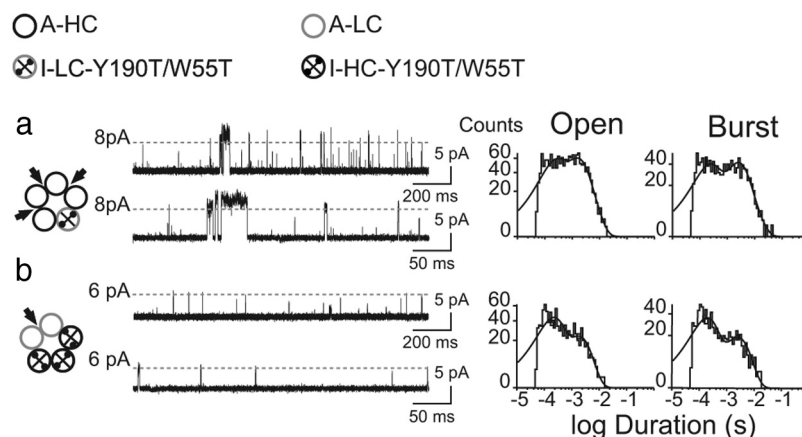 A-HC
A-LC
I-LC-Y190T/W55T
I-HC-Y190T/W55T
a
8pA
5 pA
200 ms
8pA
5 pA
50 ms
Counts
Open
Burst
60
40
20
0
40
20
0
b
6 pA
5 pA
200 ms
6 pA
5 pA
50 ms
60
40
20
0
60
40
20
0
-5 -4 -3 -2 -1
-5 -4 -3 -2 -1
log Duration (s)